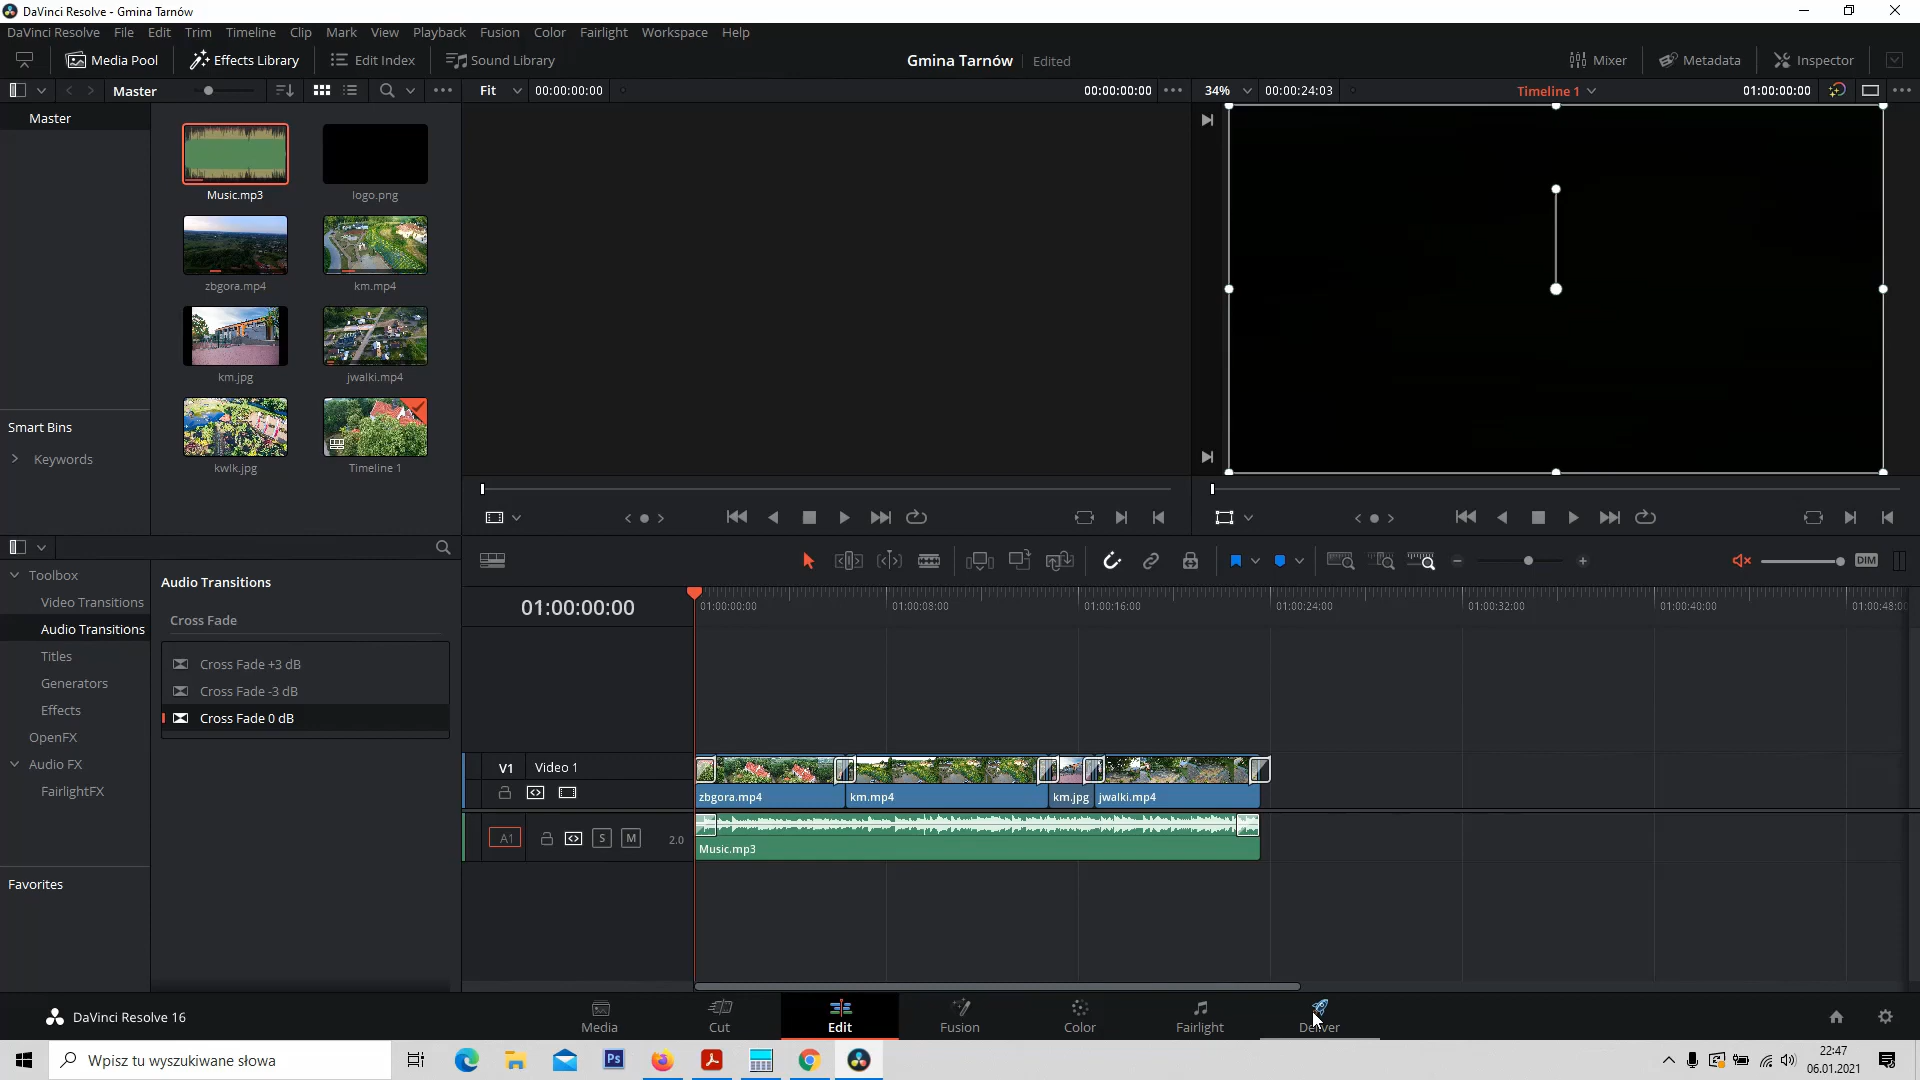 DaVinci Resolve - Gmina Tarnów
DaVinci Resolve File Edit Trim Timeline Clip Mark View Playback Fusion Color Fairlight Workspace Help
Media Pool Effects Library Edit Index Sound Library Gmina Tarnów Edited Mixer Metadata Inspector
Master Fit 00:00:00:00 00:00:00:00 34% 00:00:24:03 Timeline 1 01:00:00:00
Master
Music.mp3 logo.png
zbgora.mp4 km.mp4
km.jpg jwalki.mp4
Smart Bins
Keywords
kwlk.jpg Timeline 1
DIM
Toolbox
Video Transitions
Audio Transitions
Titles
Generators
Effects
OpenFX
Audio FX
FairlightFX
Favorites
Audio Transitions
Cross Fade
Cross Fade +3 dB
Cross Fade -3 dB
Cross Fade 0 dB
01:00:00:00 01:00:00:00 01:00:08:00 01:00:16:00 01:00:24:00 01:00:32:00 01:00:40:00 01:00:48:00
V1 Video 1
zbgora.mp4 km.mp4 km.jpg jwalki.mp4
A1 S M 2.0
Music.mp3
DaVinci Resolve 16 Media Cut Edit Fusion Color Fairlight Deliver
Wpisz tu wyszukiwane słowa
Ps
22:47
06.01.2021